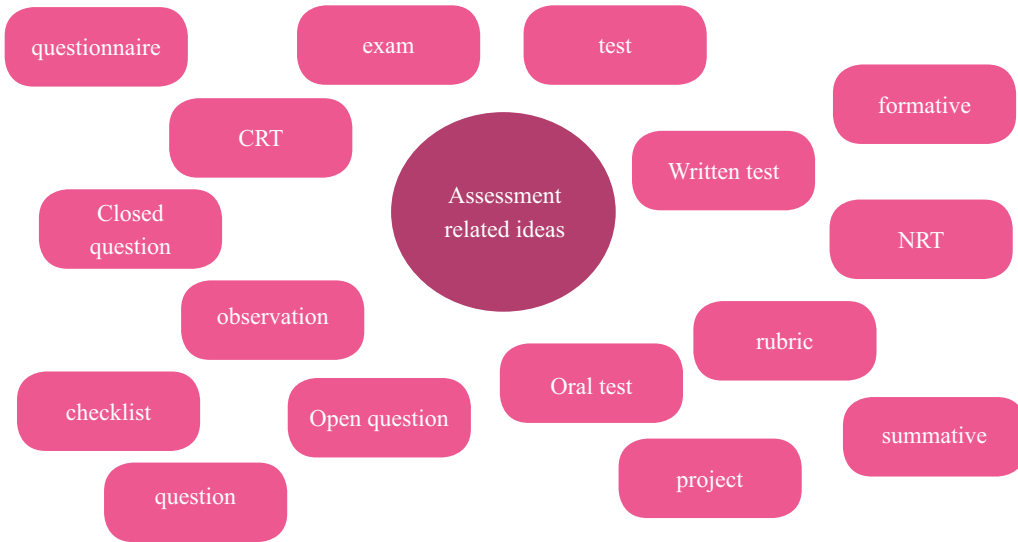 questionnaire
exam
test
formative
CRT
Written test
Assessment
related ideas
Closed
question
NRT
observation
rubric
Oral test
checklist
Open question
summative
project
question